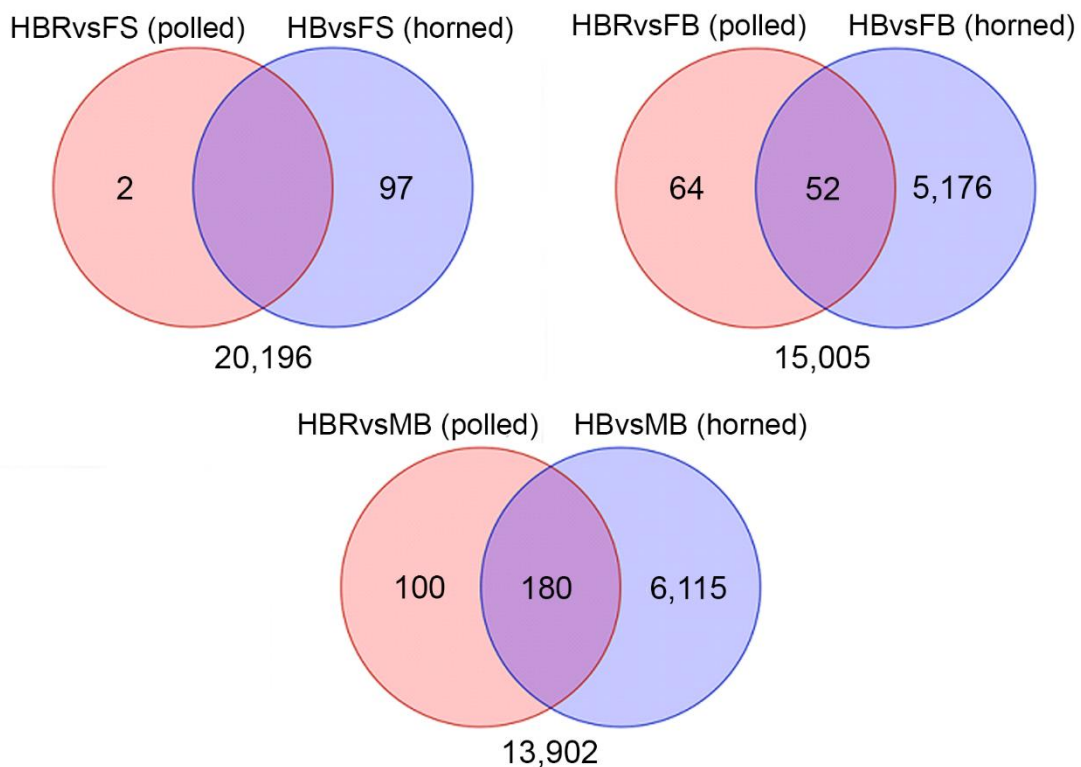 HBRvsFS (polled) HBvsFS (horned)
2 97
20,196
HBRvsFB (polled) HBvsFB (horned)
64 52 5,176
15,005
HBRvsMB (polled) HBvsMB (horned)
100 180 6,115
13,902